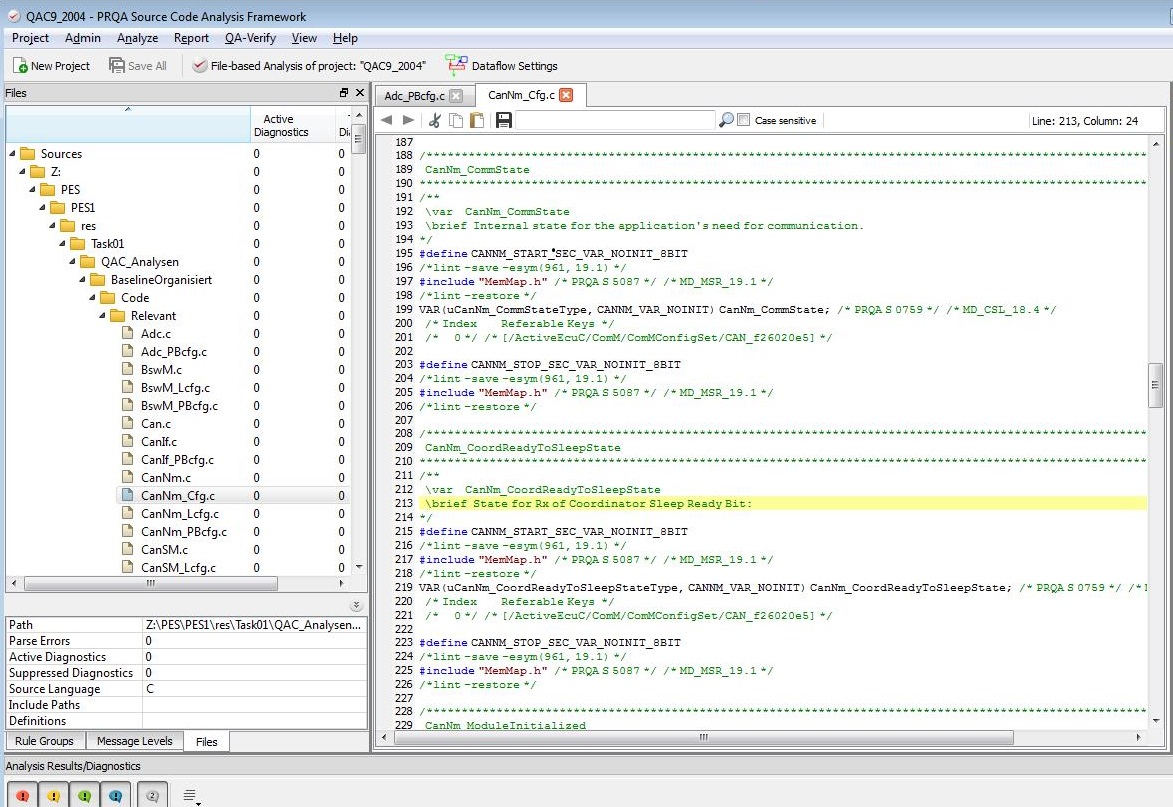 QAC9_2004 - PRQA Source Code Analysis Framework
Project Admin Analyze Report QA-Verify View Help
New Project Save All File-based Analysis of project: "QAC9_2004" Dataflow Settings
Files
Adc_PBcfg.c CanNm_Cfg.c
Case sensitive Line: 213, Column: 24
Active Diagnostics
Sources 0 0
Z: 0 0
PES 0 0
PES1 0 0
res 0 0
Task01 0 0
QAC_Analysen 0 0
BaselineOrganisiert 0 0
Code 0 0
Relevant 0 0
Adc.c 0 0
Adc_PBcfg.c 0 0
BswM.c 0 0
BswM_Lcfg.c 0 0
BswM_PBcfg.c 0 0
Can.c 0 0
CanIf.c 0 0
CanIf_PBcfg.c 0 0
CanNm.c 0 0
CanNm_Cfg.c 0 0
CanNm_Lcfg.c 0 0
CanNm_PBcfg.c 0 0
CanSM.c 0 0
CanSM_Lcfg.c 0 0
Path Z:\PES\PES1\res\Task01\QAC_Analysen...
Parse Errors 0
Active Diagnostics 0
Suppressed Diagnostics 0
Source Language C
Include Paths
Definitions
Rule Groups Message Levels Files
187
188 /**********************************************************************
189 CanNm_CommState
190 **********************************************************************
191 /**
192 \var CanNm_CommState
193 \brief Internal state for the application's need for communication.
194 */
195 #define CANNM_START_SEC_VAR_NOINIT_8BIT
196 /*lint -save -esym(961, 19.1) */
197 #include "MemMap.h" /* PRQA S 5087 */ /* MD_MSR_19.1 */
198 /*lint -restore */
199 VAR(uCanNm_CommStateType, CANNM_VAR_NOINIT) CanNm_CommState; /* PRQA S 0759 */ /* MD_CSL_18.4 */
200 /* Index Referable Keys */
201 /* 0 */ /* [/ActiveEcuC/ComM/ComMConfigSet/CAN_f26020e5] */
202
203 #define CANNM_STOP_SEC_VAR_NOINIT_8BIT
204 /*lint -save -esym(961, 19.1) */
205 #include "MemMap.h" /* PRQA S 5087 */ /* MD_MSR_19.1 */
206 /*lint -restore */
207
208 /**********************************************************************
209 CanNm_CoordReadyToSleepState
210 **********************************************************************
211 /**
212 \var CanNm_CoordReadyToSleepState
213 \brief State for Rx of Coordinator Sleep Ready Bit:
214 */
215 #define CANNM_START_SEC_VAR_NOINIT_8BIT
216 /*lint -save -esym(961, 19.1) */
217 #include "MemMap.h" /* PRQA S 5087 */ /* MD_MSR_19.1 */
218 /*lint -restore */
219 VAR(uCanNm_CoordReadyToSleepStateType, CANNM_VAR_NOINIT) CanNm_CoordReadyToSleepState; /* PRQA S 0759 */
220 /* Index Referable Keys */
221 /* 0 */ /* [/ActiveEcuC/ComM/ComMConfigSet/CAN_f26020e5] */
222
223 #define CANNM_STOP_SEC_VAR_NOINIT_8BIT
224 /*lint -save -esym(961, 19.1) */
225 #include "MemMap.h" /* PRQA S 5087 */ /* MD_MSR_19.1 */
226 /*lint -restore */
227
228 /**********************************************************************
229 CanNm_ModuleInitialized
Analysis Results/Diagnostics